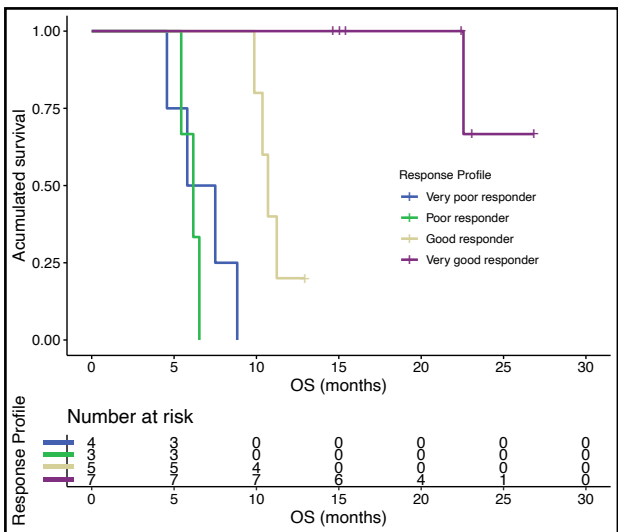 1.00
0.75
0.50
0.25
0.00
Acumulated survival
Response Profile
Very poor responder
Poor responder
Good responder
Very good responder
0 5 10 15 20 25 30
OS (months)
Number at risk
Response Profile
4 3 0 0 0 0 0
3 3 0 0 0 0 0
5 5 4 0 0 0 0
7 7 7 6 4 1 0
0 5 10 15 20 25 30
OS (months)